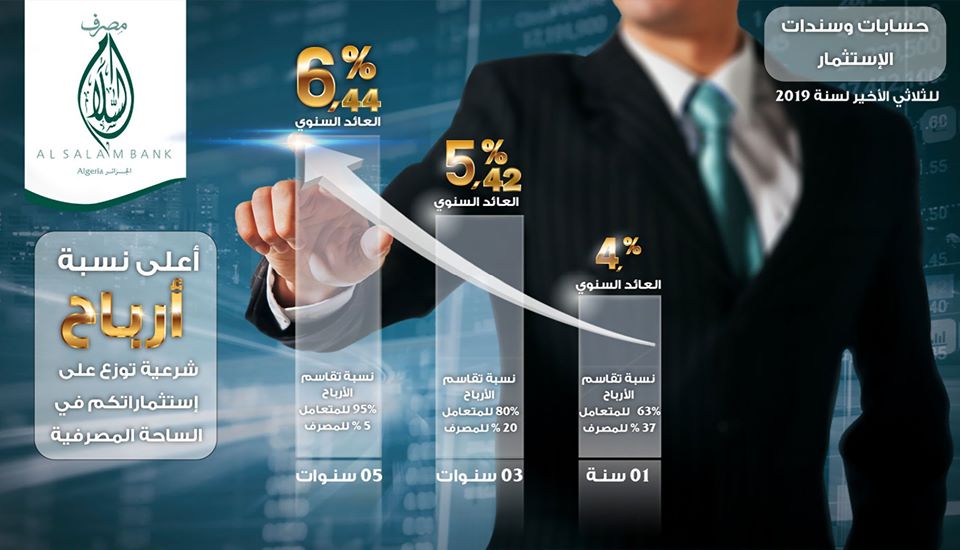 حسابات وسندات
الإستثمار
للثلاثي الأخير لسنة 2019
مصرف
السلام
AL SALAM BANK
Algeria الجزائر
أعلى نسبة
أرباح
شرعية توزع على
إستثماراتكم في
الساحة المصرفية
6,44%
العائد السنوي
نسبة تقاسم
الأرباح
95% للمتعامل
5 % للمصرف
05 سنوات
5,42%
العائد السنوي
نسبة تقاسم
الأرباح
80% للمتعامل
20 % للمصرف
03 سنوات
4,%
العائد السنوي
نسبة تقاسم
الأرباح
63% للمتعامل
37 % للمصرف
01 سنة